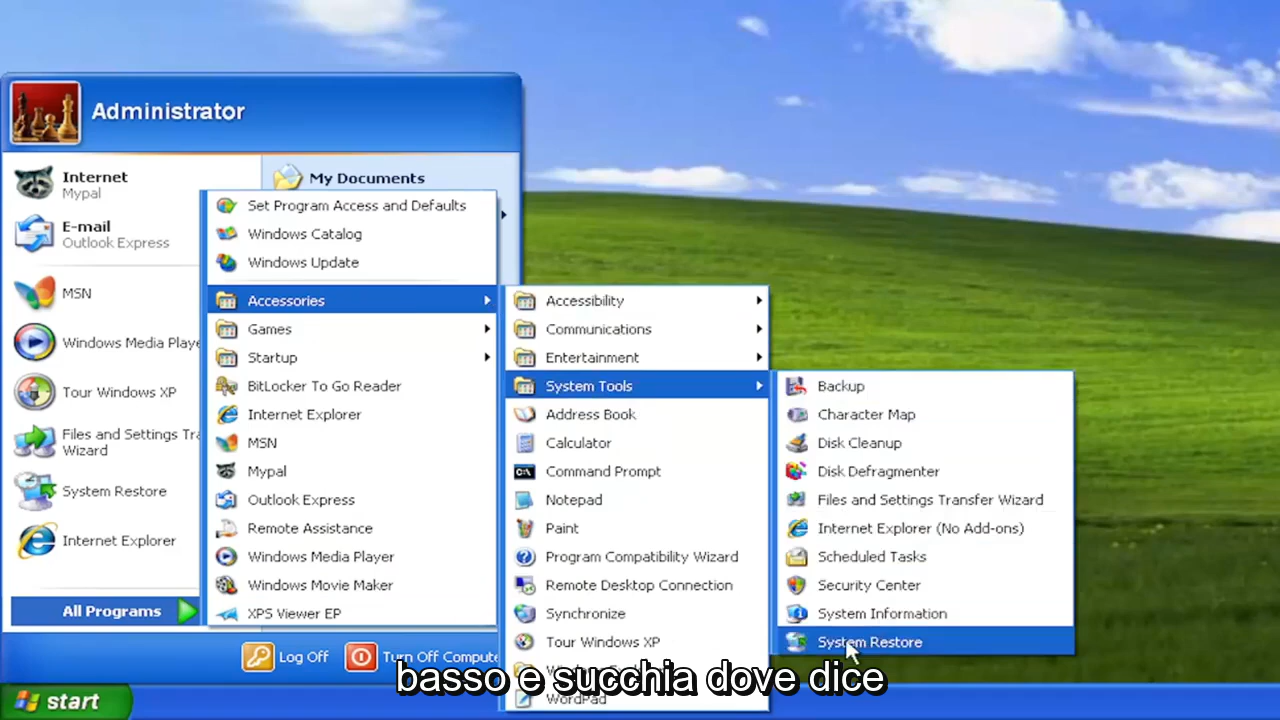 Administrator
Internet
Mypal
E-mail
Outlook Express
MSN
Windows Media Playe
Tour Windows XP
Files and Settings Tra
Wizard
System Restore
Internet Explorer
All Programs
My Documents
Set Program Access and Defaults
Windows Catalog
Windows Update
Accessories
Games
Startup
BitLocker To Go Reader
Internet Explorer
MSN
Mypal
Outlook Express
Remote Assistance
Windows Media Player
Windows Movie Maker
XPS Viewer EP
Accessibility
Communications
Entertainment
System Tools
Address Book
Calculator
Command Prompt
Notepad
Paint
Program Compatibility Wizard
Remote Desktop Connection
Synchronize
Tour Windows XP
WordPad
Backup
Character Map
Disk Cleanup
Disk Defragmenter
Files and Settings Transfer Wizard
Internet Explorer (No Add-ons)
Scheduled Tasks
Security Center
System Information
System Restore
Log Off
Turn Off Compute
basso e succhia dove dice
start